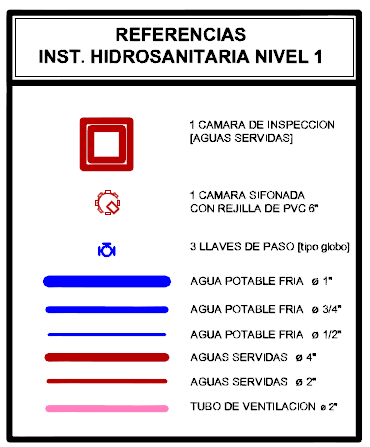 REFERENCIAS
INST. HIDROSANITARIA NIVEL 1
1 CAMARA DE INSPECCION
[AGUAS SERVIDAS]
1 CAMARA SIFONADA
CON REJILLA DE PVC 6"
3 LLAVES DE PASO [tipo globo]
AGUA POTABLE FRIA ø 1"
AGUA POTABLE FRIA ø 3/4"
AGUA POTABLE FRIA ø 1/2"
AGUAS SERVIDAS ø 4"
AGUAS SERVIDAS ø 2"
TUBO DE VENTILACION ø 2"